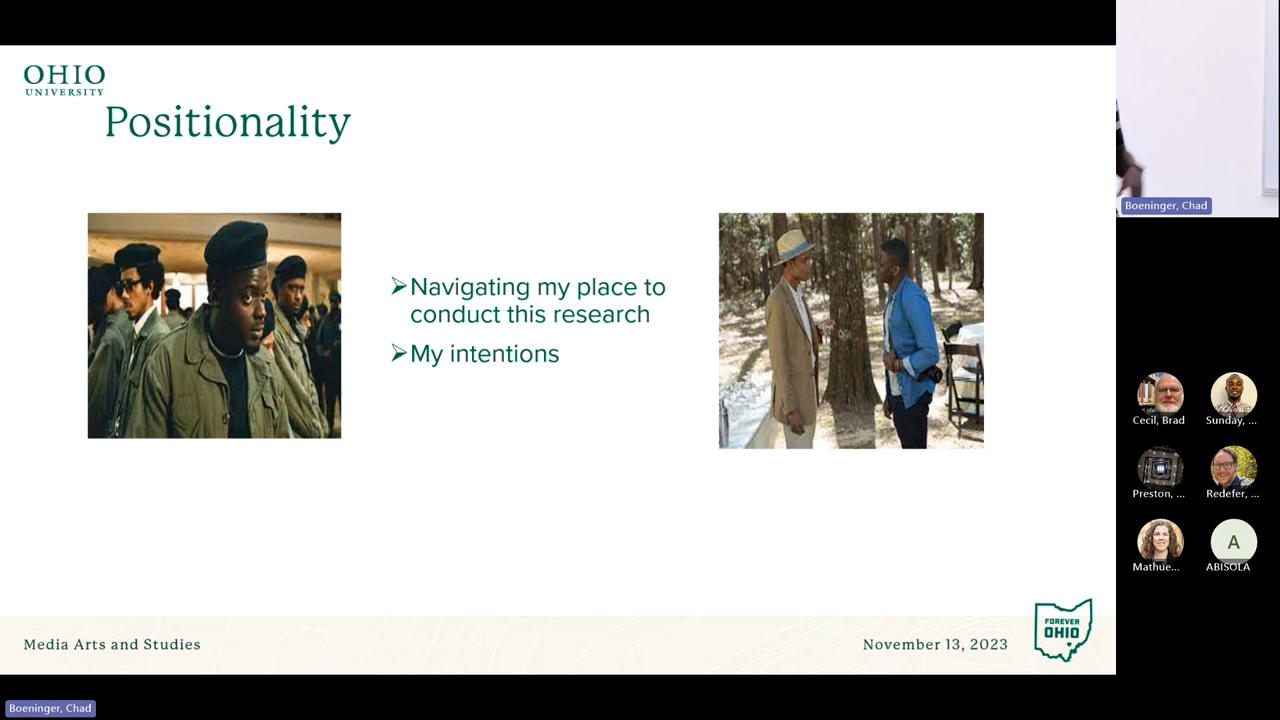 OHIO
UNIVERSITY
Positionality
➢Navigating my place to
conduct this research
➢My intentions
Media Arts and Studies
November 13, 2023
FOREVER
OHIO
Boeninger, Chad
Cecil, Brad
Sunday, ...
Preston, ...
Redefer, ...
Mathue...
A
ABISOLA
Boeninger, Chad